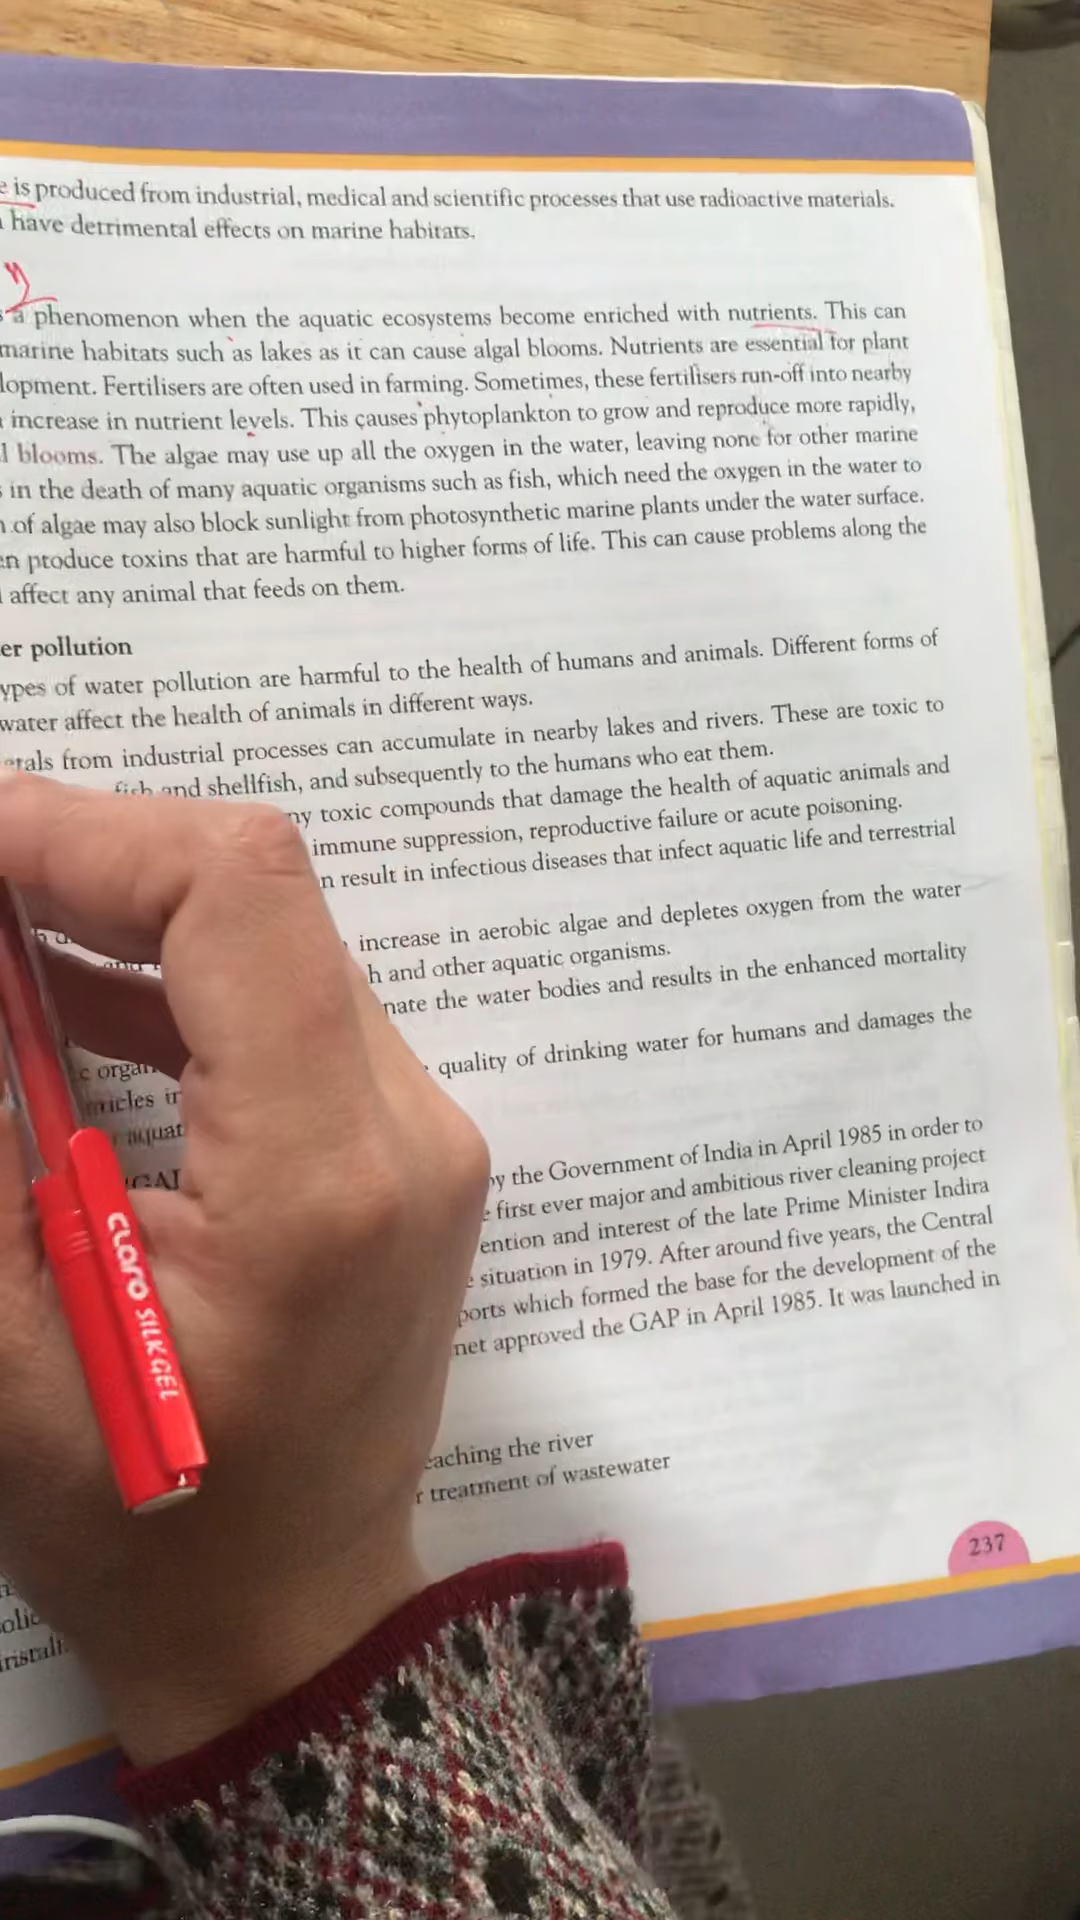 is produced from industrial, medical and scientific processes that use radioactive materials.
have detrimental effects on marine habitats.
a phenomenon when the aquatic ecosystems become enriched with nutrients. This can
marine habitats such as lakes as it can cause algal blooms. Nutrients are essential for plant
lopment. Fertilisers are often used in farming. Sometimes, these fertilisers run-off into nearby
increase in nutrient levels. This causes phytoplankton to grow and reproduce more rapidly,
l blooms. The algae may use up all the oxygen in the water, leaving none for other marine
in the death of many aquatic organisms such as fish, which need the oxygen in the water to
of algae may also block sunlight from photosynthetic marine plants under the water surface.
en produce toxins that are harmful to higher forms of life. This can cause problems along the
affect any animal that feeds on them.
er pollution
ypes of water pollution are harmful to the health of humans and animals. Different forms of
water affect the health of animals in different ways.
etals from industrial processes can accumulate in nearby lakes and rivers. These are toxic to
fish and shellfish, and subsequently to the humans who eat them.
ny toxic compounds that damage the health of aquatic animals and
immune suppression, reproductive failure or acute poisoning.
n result in infectious diseases that infect aquatic life and terrestrial
increase in aerobic algae and depletes oxygen from the water
h and other aquatic organisms.
nate the water bodies and results in the enhanced mortality
quality of drinking water for humans and damages the
c organ
ticles in
aquat
by the Government of India in April 1985 in order to
first ever major and ambitious river cleaning project
ention and interest of the late Prime Minister Indira
situation in 1979. After around five years, the Central
ports which formed the base for the development of the
net approved the GAP in April 1985. It was launched in
eaching the river
r treatment of wastewater
237
CLARO SILKGEL